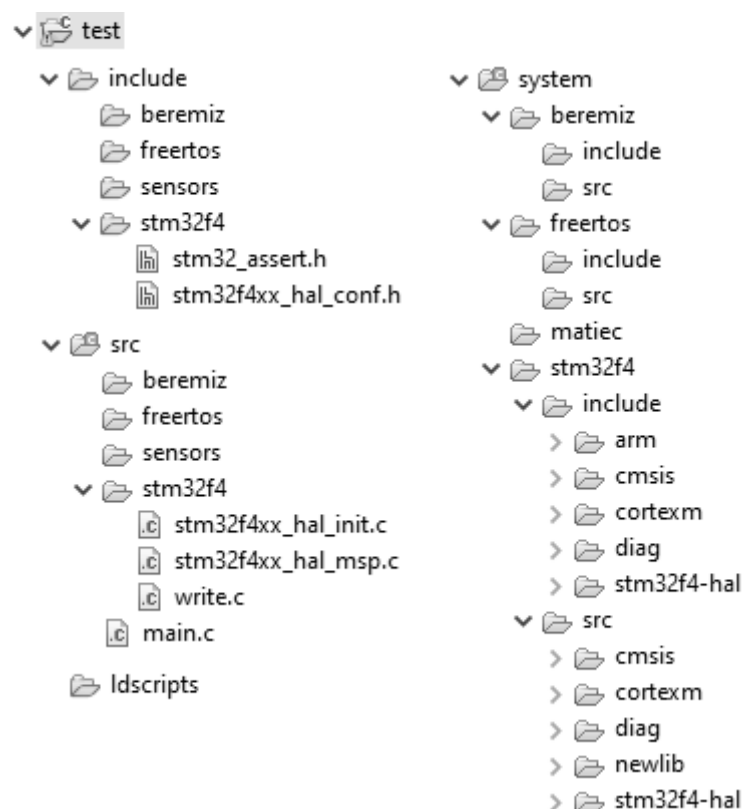 test
include
beremiz
freertos
sensors
stm32f4
stm32_assert.h
stm32f4xx_hal_conf.h
src
beremiz
freertos
sensors
stm32f4
stm32f4xx_hal_init.c
stm32f4xx_hal_msp.c
write.c
main.c
ldscripts
system
beremiz
include
src
freertos
include
src
matiec
stm32f4
include
arm
cmsis
cortexm
diag
stm32f4-hal
src
cmsis
cortexm
diag
newlib
stm32f4-hal